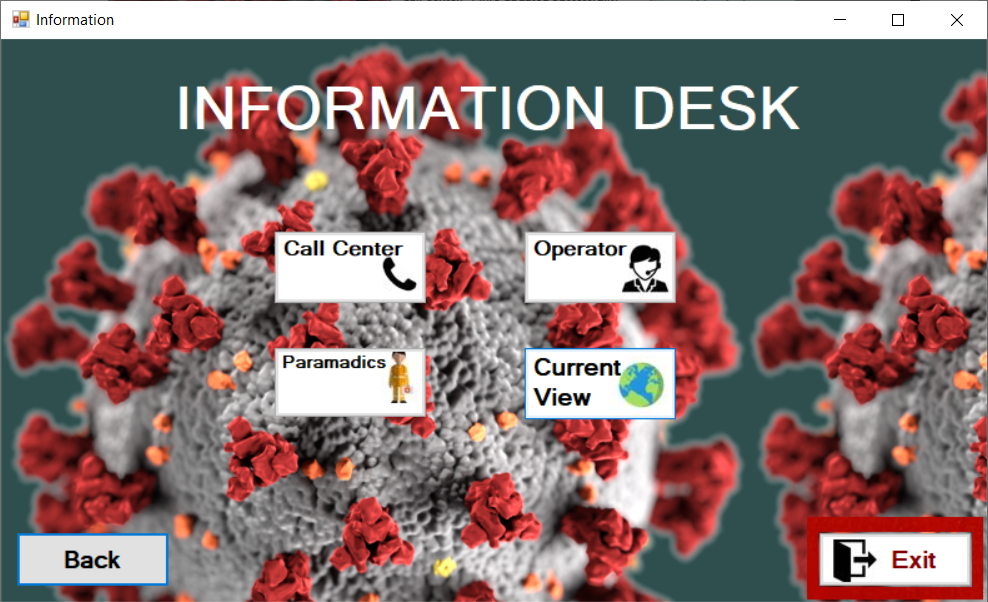 Information
INFORMATION DESK
Call Center
Operator
Paramadics
Current
View
Back
Exit